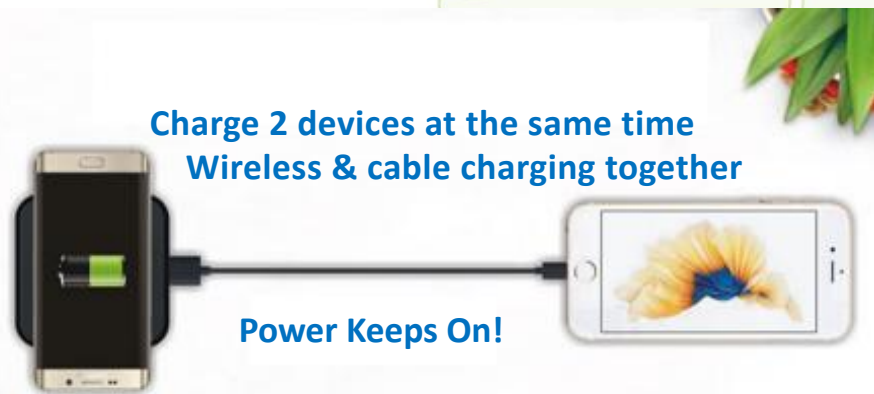 Charge 2 devices at the same time
Wireless & cable charging together
Power Keeps On!